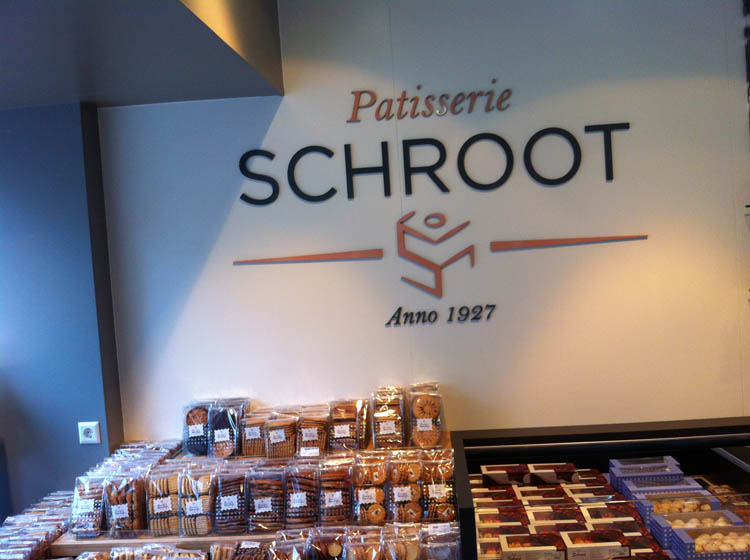 Patisserie
SCHROOT
Anno 1927